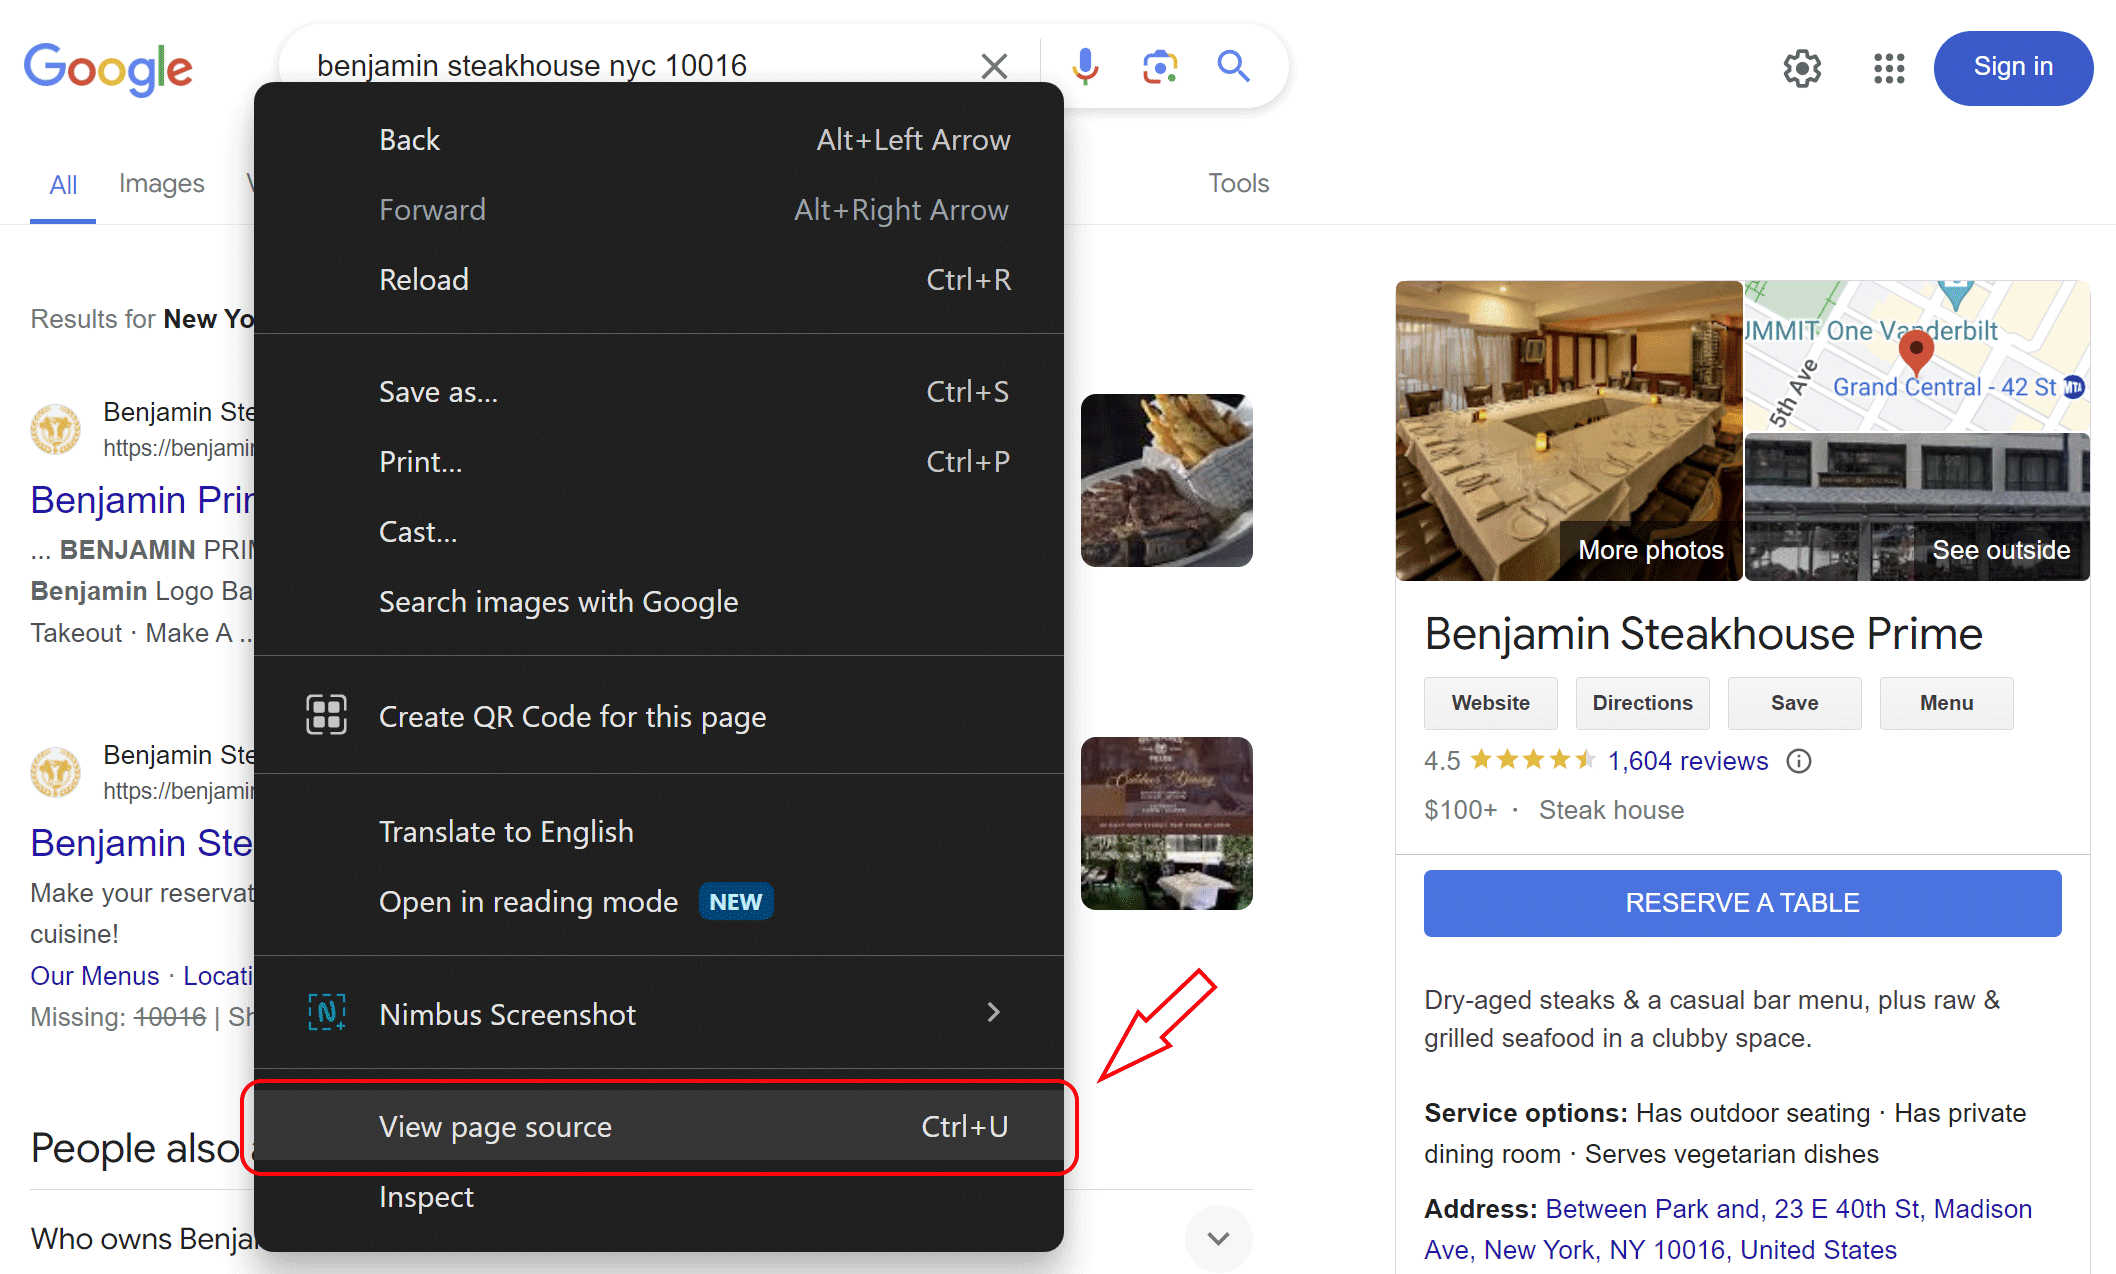 Google
benjamin steakhouse nyc 10016
Sign in
All
Images
Tools
Back Alt+Left Arrow
Forward Alt+Right Arrow
Reload Ctrl+R
Save as... Ctrl+S
Print... Ctrl+P
Cast...
Search images with Google
Create QR Code for this page
Translate to English
Open in reading mode NEW
Nimbus Screenshot
View page source Ctrl+U
Inspect
Results for New Yo
Benjamin Ste
https://benjamin
Benjamin Prin
... BENJAMIN PRIM
Benjamin Logo Ba
Takeout · Make A ...
Benjamin Ste
https://benjamin
Benjamin Ste
Make your reservat
cuisine!
Our Menus · Locati
Missing: 10016 | Sh
People also a
Who owns Benja
UMMIT One Vanderbilt
5th Ave
Grand Central - 42 St
MTA
More photos
See outside
Benjamin Steakhouse Prime
Website Directions Save Menu
4.5 1,604 reviews
$100+ · Steak house
RESERVE A TABLE
Dry-aged steaks & a casual bar menu, plus raw &
grilled seafood in a clubby space.
Service options: Has outdoor seating · Has private
dining room · Serves vegetarian dishes
Address: Between Park and, 23 E 40th St, Madison
Ave, New York, NY 10016, United States